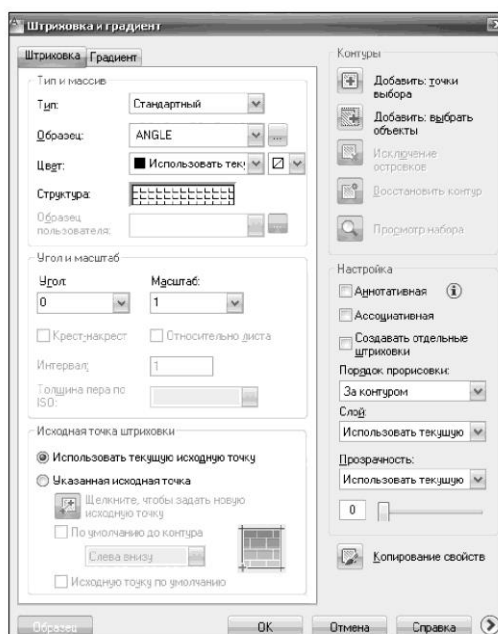 Штриховка и градиент
Штриховка
Градиент
Тип и массив
Тип:
Стандартный
Образец:
ANGLE
Цвет:
Использовать тек
Структура:
Образец
пользователя:
Угол и масштаб
Угол:
Масштаб:
0
1
Крест-накрест
Относительно листа
Интервал:
1
Толщина пера по
ISO:
Исходная точка штриховки
Использовать текущую исходную точку
Указанная исходная точка
Щелкните, чтобы задать новую
исходную точку
По умолчанию до контура
Слева внизу
Исходную точку по умолчанию
Контуры
Добавить: точки
выбора
Добавить: выбрать
объекты
Исключение
островков
Восстановить контур
Просмотр набора
Настройка
Аннотативная
Ассоциативная
Создавать отдельные
штриховки
Порядок прорисовки:
За контуром
Слой:
Использовать текущую
Прозрачность:
Использовать текущую
0
Копирование свойств
Образец
OK
Отмена
Справка